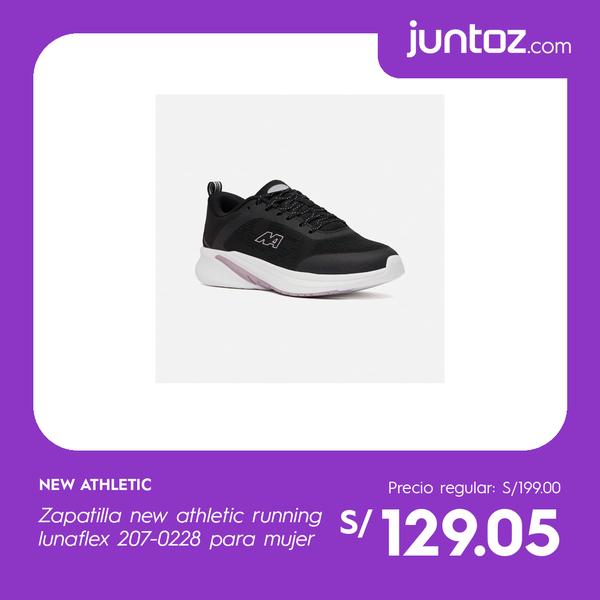 juntoz.com
NA
NEW ATHLETIC
Zapatilla new athletic running
lunaflex 207-0228 para mujer
Precio regular: S/199.00
S/129.05